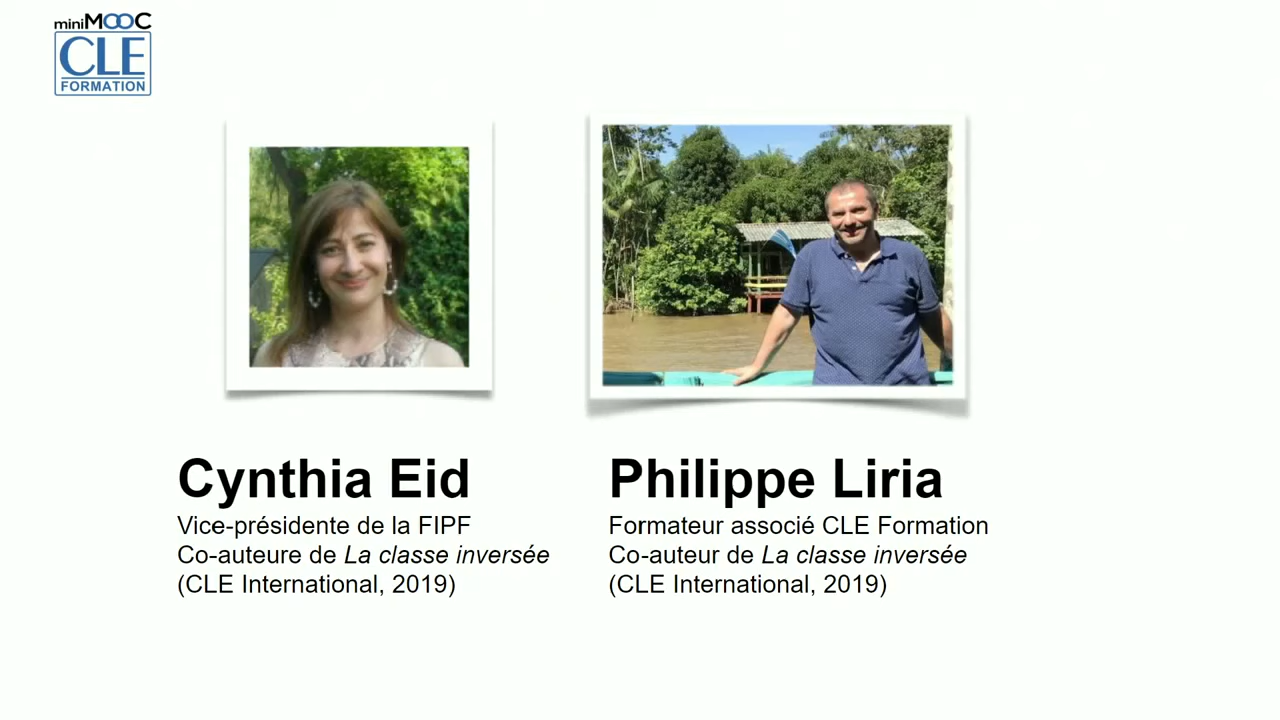 miniMOOC
CLE
FORMATION
Cynthia Eid
Vice-présidente de la FIPF
Co-auteure de La classe inversée
(CLE International, 2019)
Philippe Liria
Formateur associé CLE Formation
Co-auteur de La classe inversée
(CLE International, 2019)